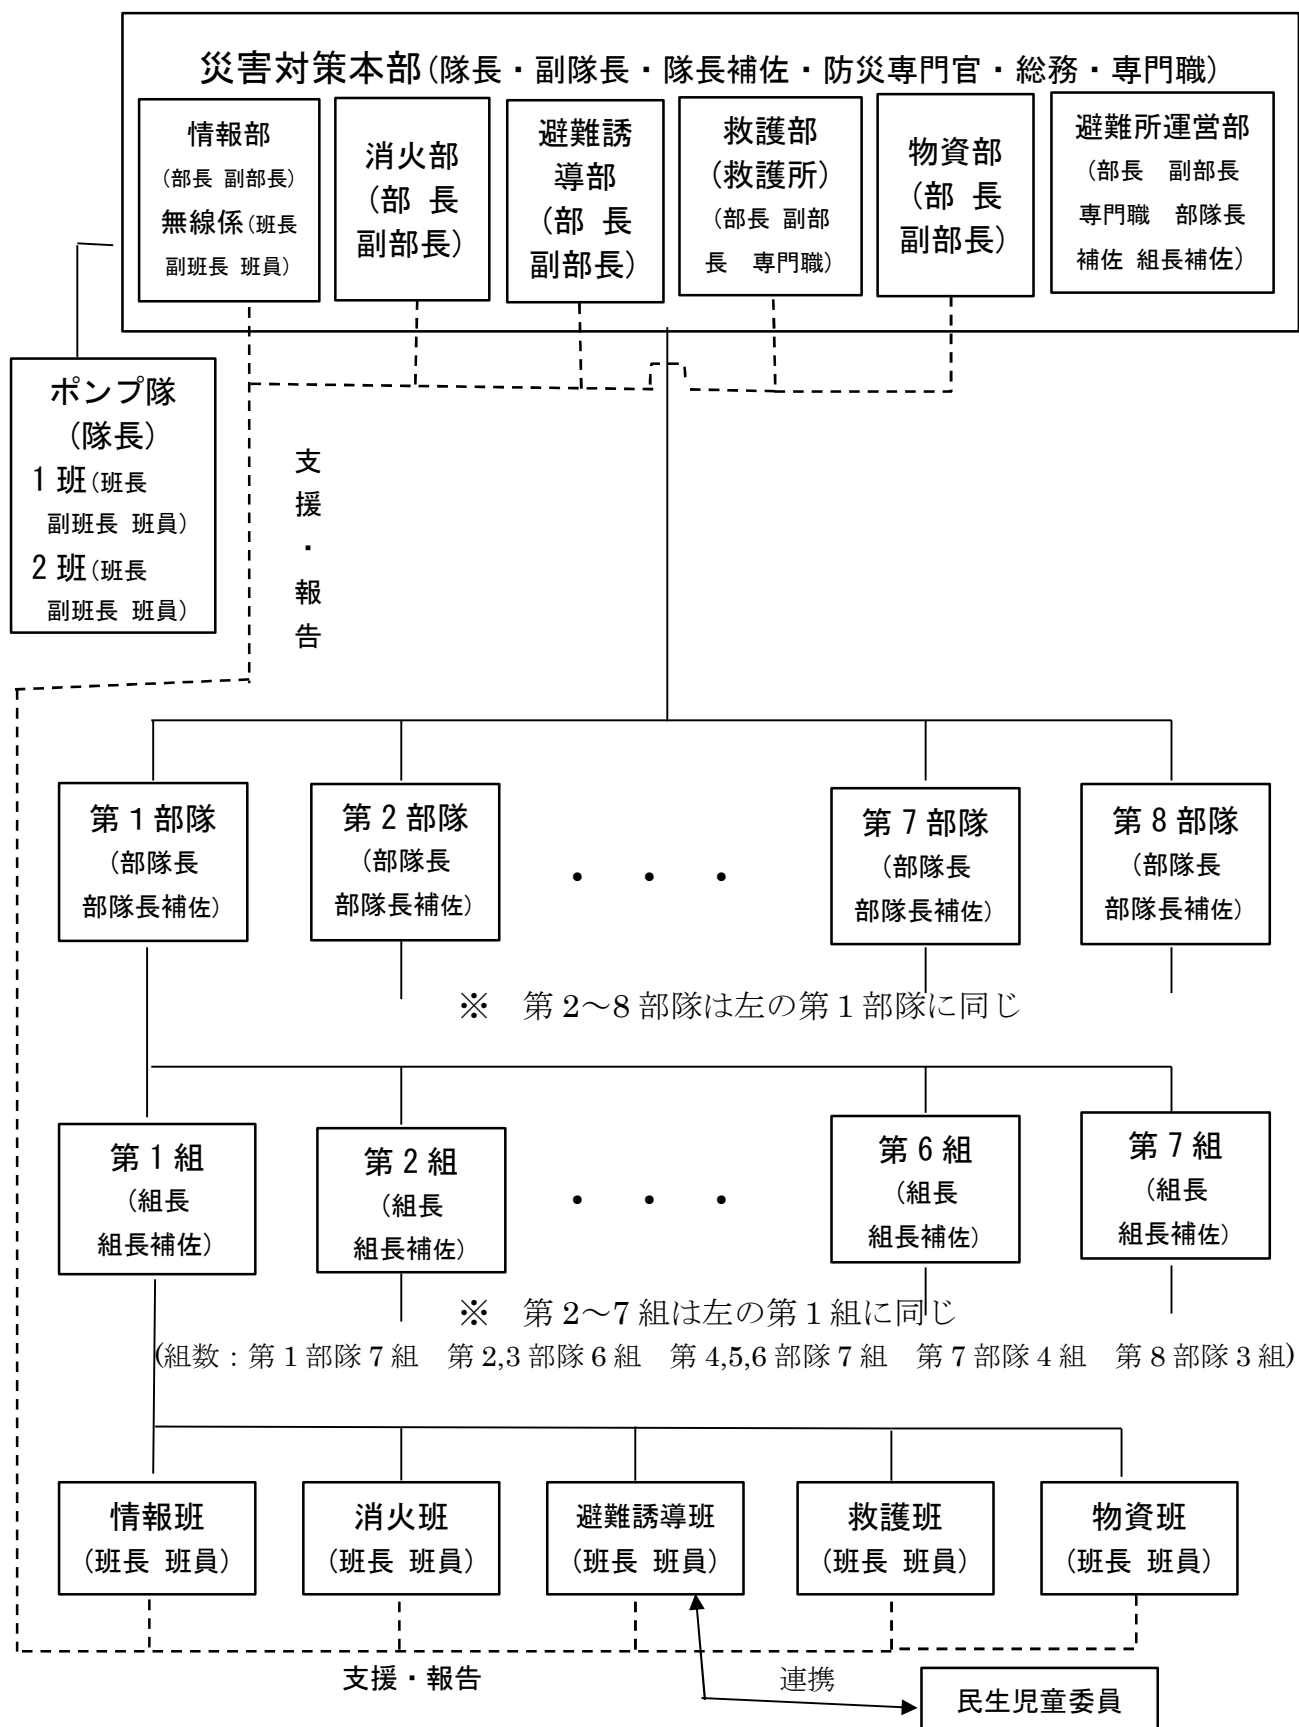 災害対策本部(隊長・副隊長・隊長補佐・防災専門官・総務・専門職)
情報部
(部長 副部長)
無線係(班長
副班長 班員)
消火部
(部 長
副部長)
避難誘
導部
(部 長
副部長)
救護部
(救護所)
(部長 副部
長　専門職)
物資部
(部 長
副部長)
避難所運営部
(部長　副部長
専門職　部隊長
補佐 組長補佐)
ポンプ隊
(隊長)
1 班(班長
副班長 班員)
2 班(班長
副班長 班員)
支援・報告
第 1 部隊
(部隊長
部隊長補佐)
第 2 部隊
(部隊長
部隊長補佐)
・ ・ ・
第 7 部隊
(部隊長
部隊長補佐)
第 8 部隊
(部隊長
部隊長補佐)
※　第 2～8 部隊は左の第 1 部隊に同じ
第 1 組
(組長
組長補佐)
第 2 組
(組長
組長補佐)
・ ・ ・
第 6 組
(組長
組長補佐)
第 7 組
(組長
組長補佐)
※　第 2～7 組は左の第 1 組に同じ
(組数：第 1 部隊 7 組　第 2,3 部隊 6 組　第 4,5,6 部隊 7 組　第 7 部隊 4 組　第 8 部隊 3 組)
情報班
(班長 班員)
消火班
(班長 班員)
避難誘導班
(班長 班員)
救護班
(班長 班員)
物資班
(班長 班員)
支援・報告
連携
民生児童委員